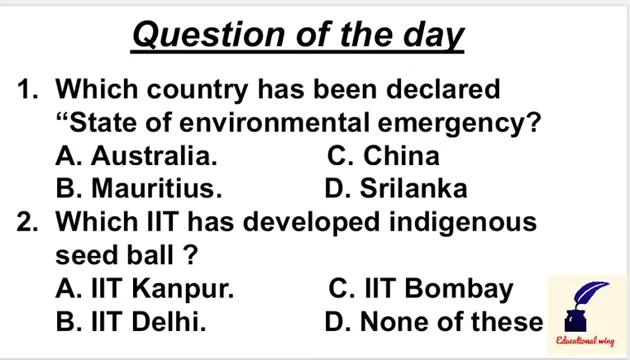 Question of the day
1. Which country has been declared
“State of environmental emergency?
A. Australia. C. China
B. Mauritius. D. Srilanka
2. Which IIT has developed indigenous
seed ball ?
A. IIT Kanpur. C. IIT Bombay
B. IIT Delhi. D. None of these
Educational wing